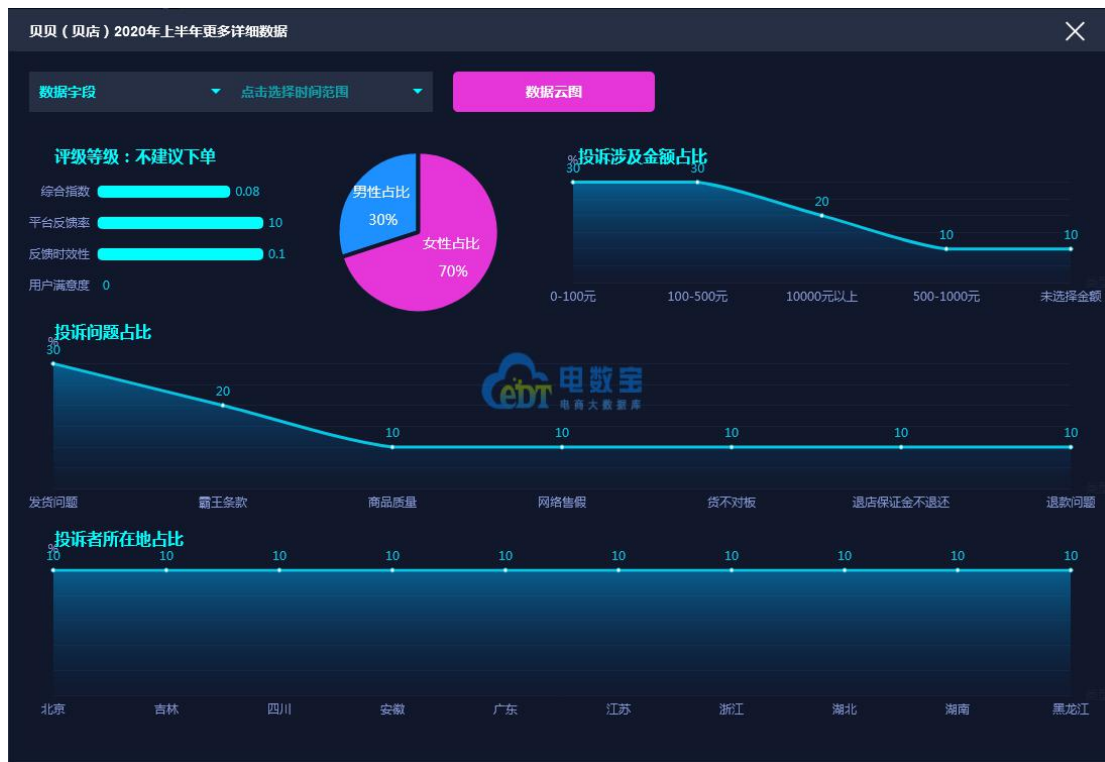 贝贝（贝店）2020年上半年更多详细数据
数据字段
点击选择时间范围
数据云图
评级等级：不建议下单
综合指数 0.08
平台反馈率 10
反馈时效性 0.1
用户满意度 0
男性占比
30%
女性占比
70%
投诉涉及金额占比
%
30 30 20 10 10
0-100元 100-500元 10000元以上 500-1000元 未选择金额
投诉问题占比
%
30 20 10 10 10 10 10
发货问题 霸王条款 商品质量 网络售假 货不对板 退店保证金不退还 退款问题
电数宝
电商大数据库
eDT
投诉者所在地占比
%
10 10 10 10 10 10 10 10 10 10
北京 吉林 四川 安徽 广东 江苏 浙江 湖北 湖南 黑龙江